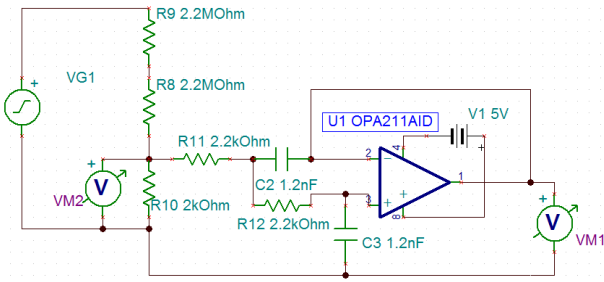 R9 2.2MOhm
+
VG1
R8 2.2MOhm
U1 OPA211AID
V1 5V
R11 2.2kOhm
+
4
+
2
-
1
V
C2 1.2nF
+
+
VM2
R10 2kOhm
3
+
8
V
R12 2.2kOhm
C3 1.2nF
VM1